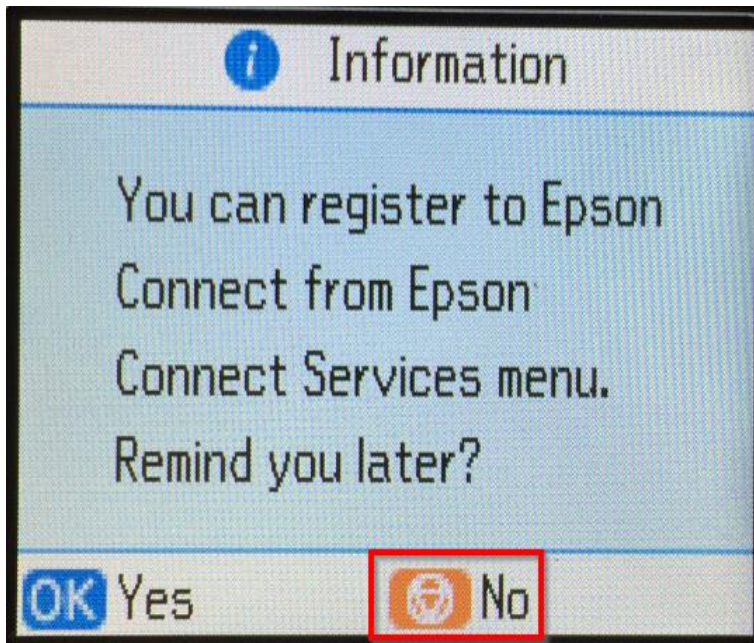 i Information
You can register to Epson
Connect from Epson
Connect Services menu.
Remind you later?
OK Yes No